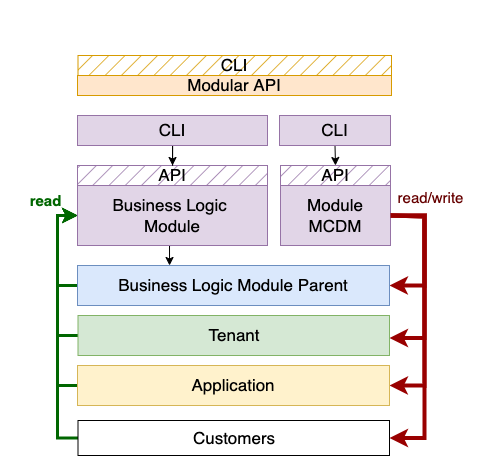 CLI
Modular API
CLI
CLI
API
API
read
Business Logic
Module
Module
MCDM
read/write
Business Logic Module Parent
Tenant
Application
Customers